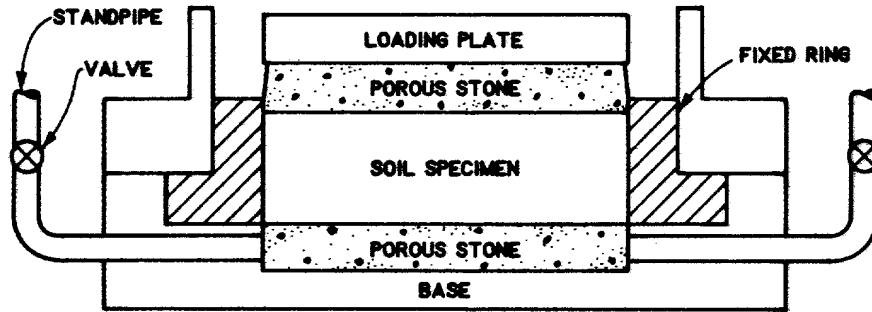 STANDPIPE
LOADING PLATE
VALVE
FIXED RING
POROUS STONE
SOIL SPECIMEN
POROUS STONE
BASE